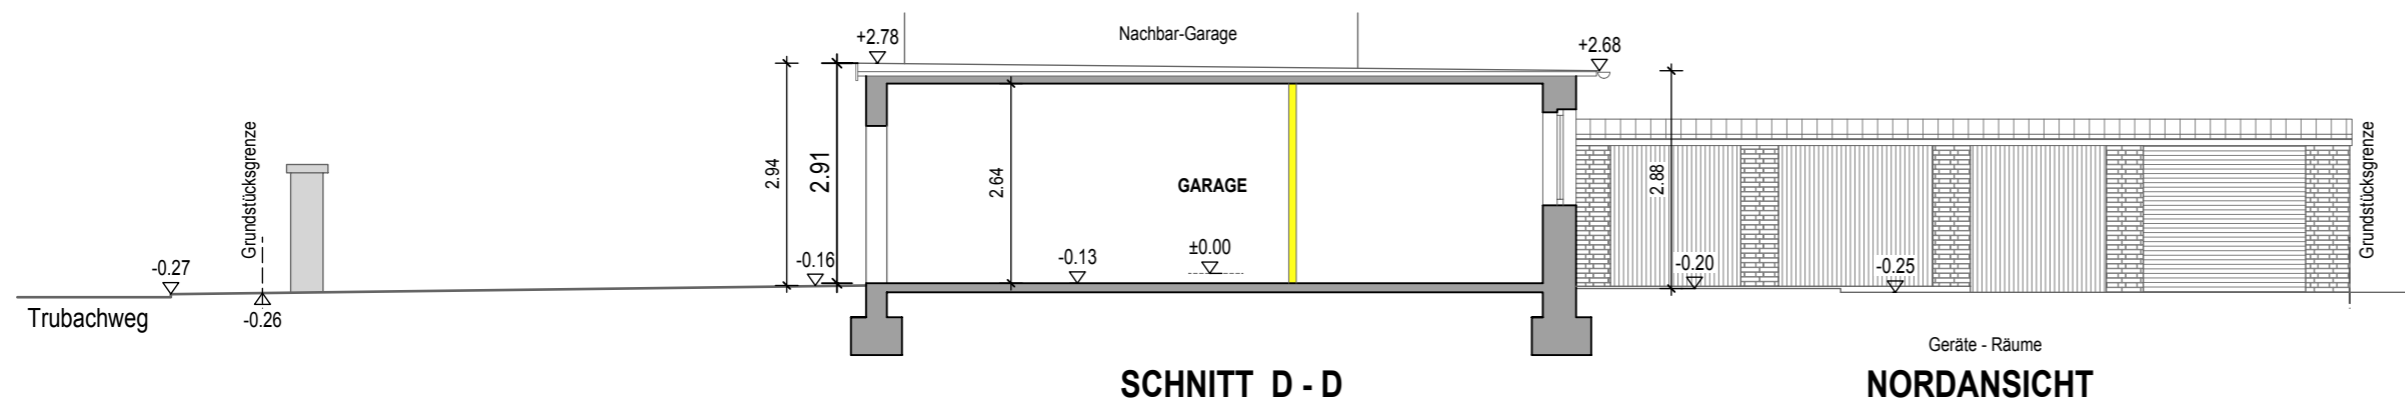 Nachbar-Garage
+2.78
+2.68
Grundstücksgrenze
2.94
2.91
2.64
GARAGE
2.88
Grundstücksgrenze
±0.00
-0.13
-0.16
-0.20
-0.25
-0.27
-0.26
Trubachweg
Geräte - Räume
SCHNITT D - D
NORDANSICHT